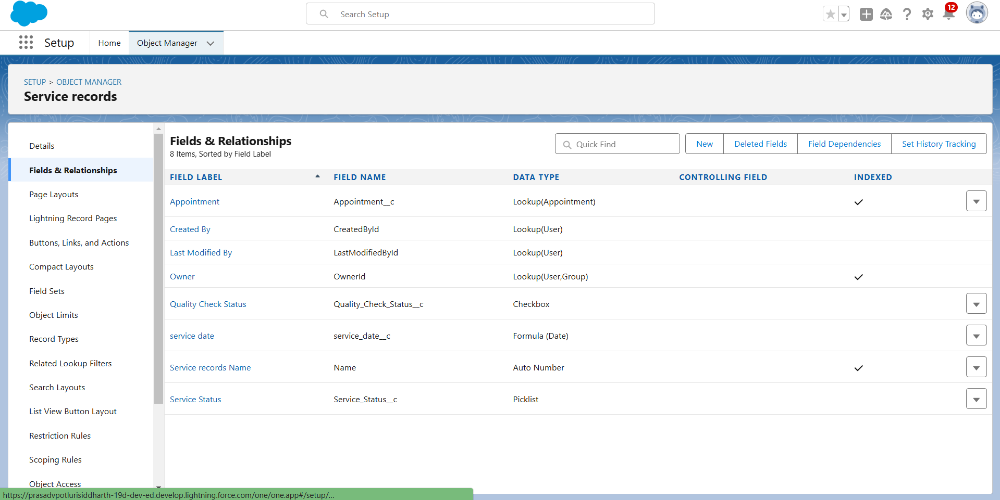 Search Setup
12
Setup
Home
Object Manager
SETUP > OBJECT MANAGER
Service records
Details
Fields & Relationships
Page Layouts
Lightning Record Pages
Buttons, Links, and Actions
Compact Layouts
Field Sets
Object Limits
Record Types
Related Lookup Filters
Search Layouts
List View Button Layout
Restriction Rules
Scoping Rules
Object Access
Fields & Relationships
8 Items, Sorted by Field Label
Quick Find
New
Deleted Fields
Field Dependencies
Set History Tracking
FIELD LABEL FIELD NAME DATA TYPE CONTROLLING FIELD INDEXED
Appointment Appointment__c Lookup(Appointment)
Created By CreatedById Lookup(User)
Last Modified By LastModifiedById Lookup(User)
Owner OwnerId Lookup(User,Group)
Quality Check Status Quality_Check_Status__c Checkbox
service date service_date__c Formula (Date)
Service records Name Name Auto Number
Service Status Service_Status__c Picklist
https://prasadvpotlurisiddharth-19d-dev-ed.develop.lightning.force.com/one/one.app#/setup/...